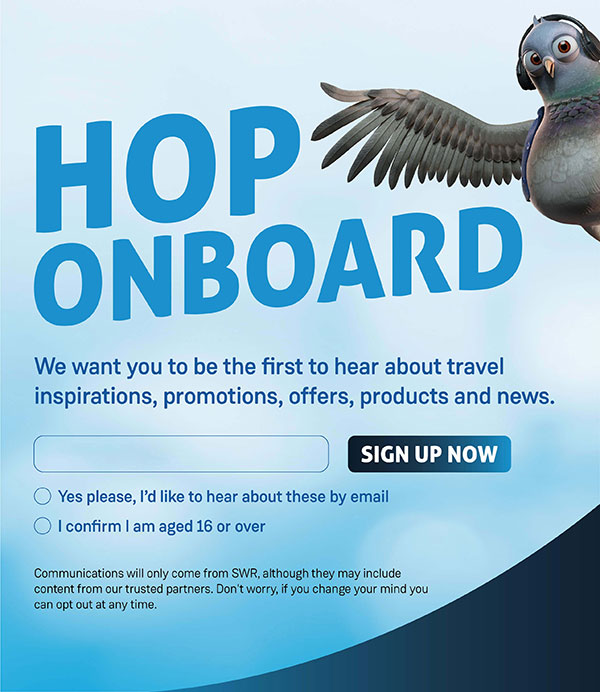 HOP
ONBOARD
We want you to be the first to hear about travel
inspirations, promotions, offers, products and news.
SIGN UP NOW
Yes please, I'd like to hear about these by email
I confirm I am aged 16 or over
Communications will only come from SWR, although they may include
content from our trusted partners. Don't worry, if you change your mind you
can opt out at any time.